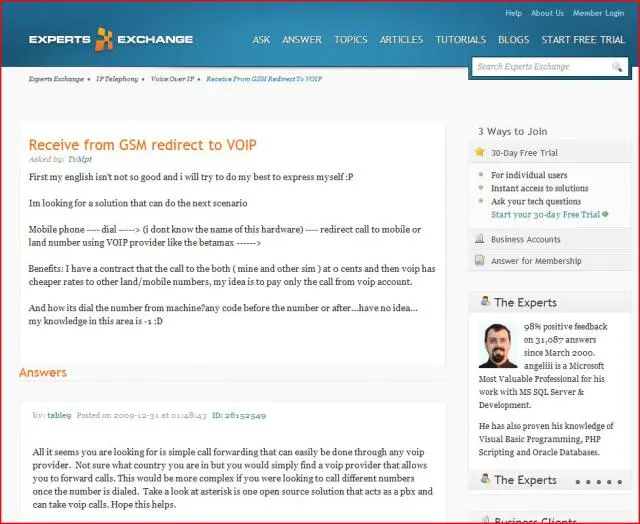 Help About Us Member Login
EXPERTS EXCHANGE
ASK ANSWER TOPICS ARTICLES TUTORIALS BLOGS START FREE TRIAL
Search Experts Exchange
Experts Exchange • IP Telephony • Voice Over IP • Receive From GSM Redirect To VOIP
Receive from GSM redirect to VOIP
Asked by: TvMpt
First my english isn't not so good and i will try to do my best to express myself :P
Im looking for a solution that can do the next scenario
Mobile phone ---- dial -----> (i dont know the name of this hardware) ---- redirect call to mobile or
land number using VOIP provider like the betamax ------>
Benefits: I have a contract that the call to the both ( mine and other sim ) at 0 cents and then voip has
cheaper rates to other land/mobile numbers, my idea is to pay only the call from voip account.
And how its dial the number from machine?any code before the number or after...have no idea...
my knowledge in this area is -1 :D
Answers
by: table9 Posted on 2009-12-31 at 01:48:43 ID: 26152549
All it seems you are looking for is simple call forwarding that can easily be done through any voip
provider. Not sure what country you are in but you would simply find a voip provider that allows
you to forward calls. This would be more complex if you were looking to call different numbers
once the number is dialed. Take a look at asterisk is one open source solution that acts as a pbx and
can take voip calls. Hope this helps.
3 Ways to Join
30-Day Free Trial
For individual users
Instant access to solutions
Ask your tech questions
Start your 30-day Free Trial
Business Accounts
Answer for Membership
The Experts
98% positive feedback
on 31,087 answers
since March 2000.
angeliii is a Microsoft
Most Valuable Professional for his
work with MS SQL Server &
Development.
He has also proven his knowledge of
Visual Basic Programming, PHP
Scripting and Oracle Databases.
The Experts
Business Clients